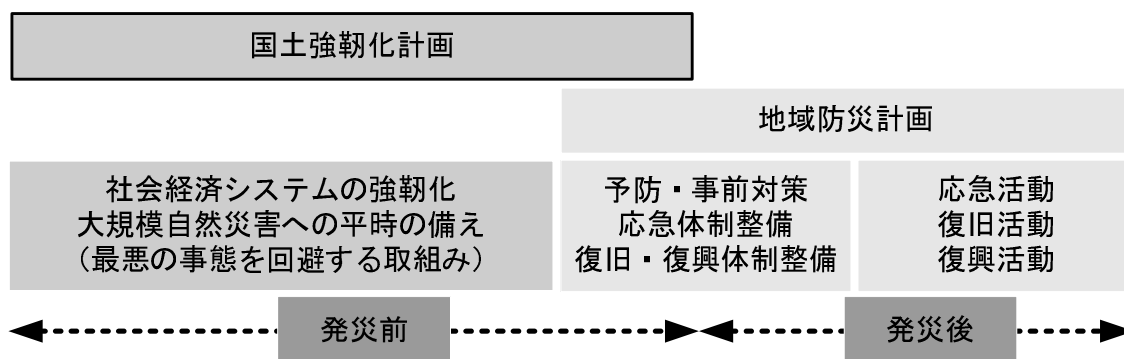 国土強靱化計画
地域防災計画
社会経済システムの強靱化
大規模自然災害への平時の備え
（最悪の事態を回避する取組み）
予防・事前対策
応急体制整備
復旧・復興体制整備
応急活動
復旧活動
復興活動
発災前
発災後